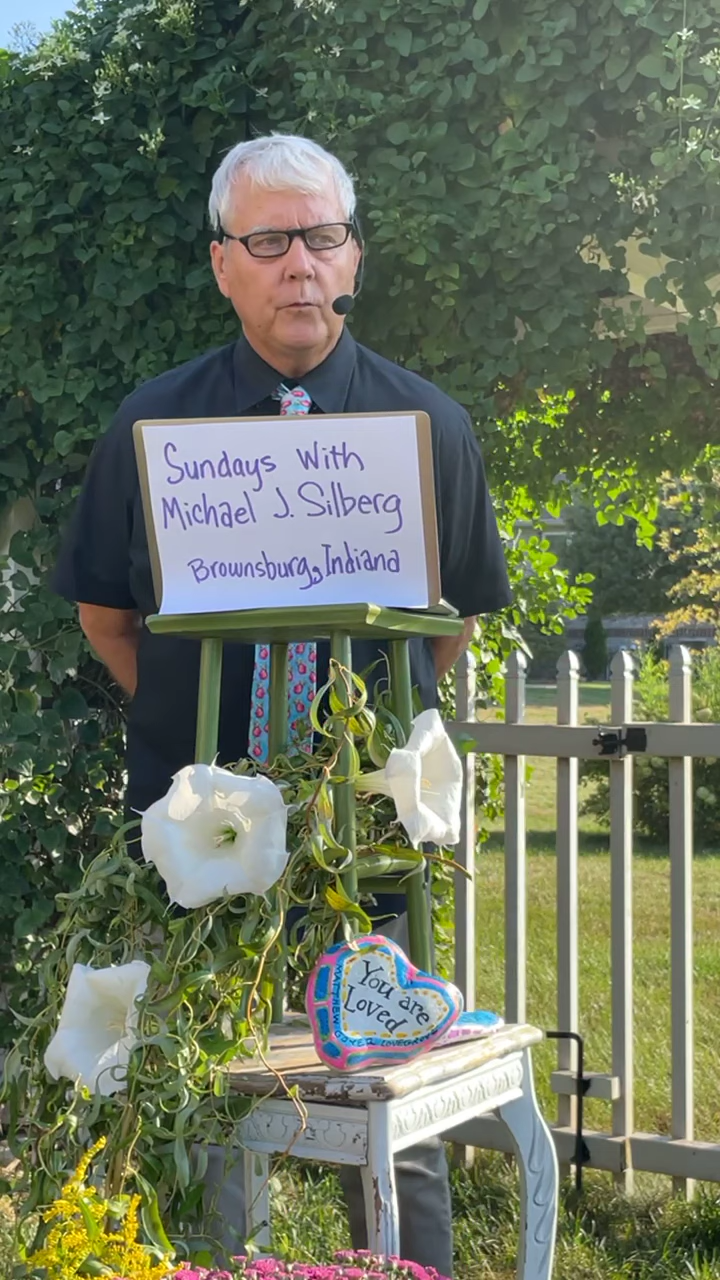 Sundays With
Michael J. Silberg
Brownsburg, Indiana
You are
Loved